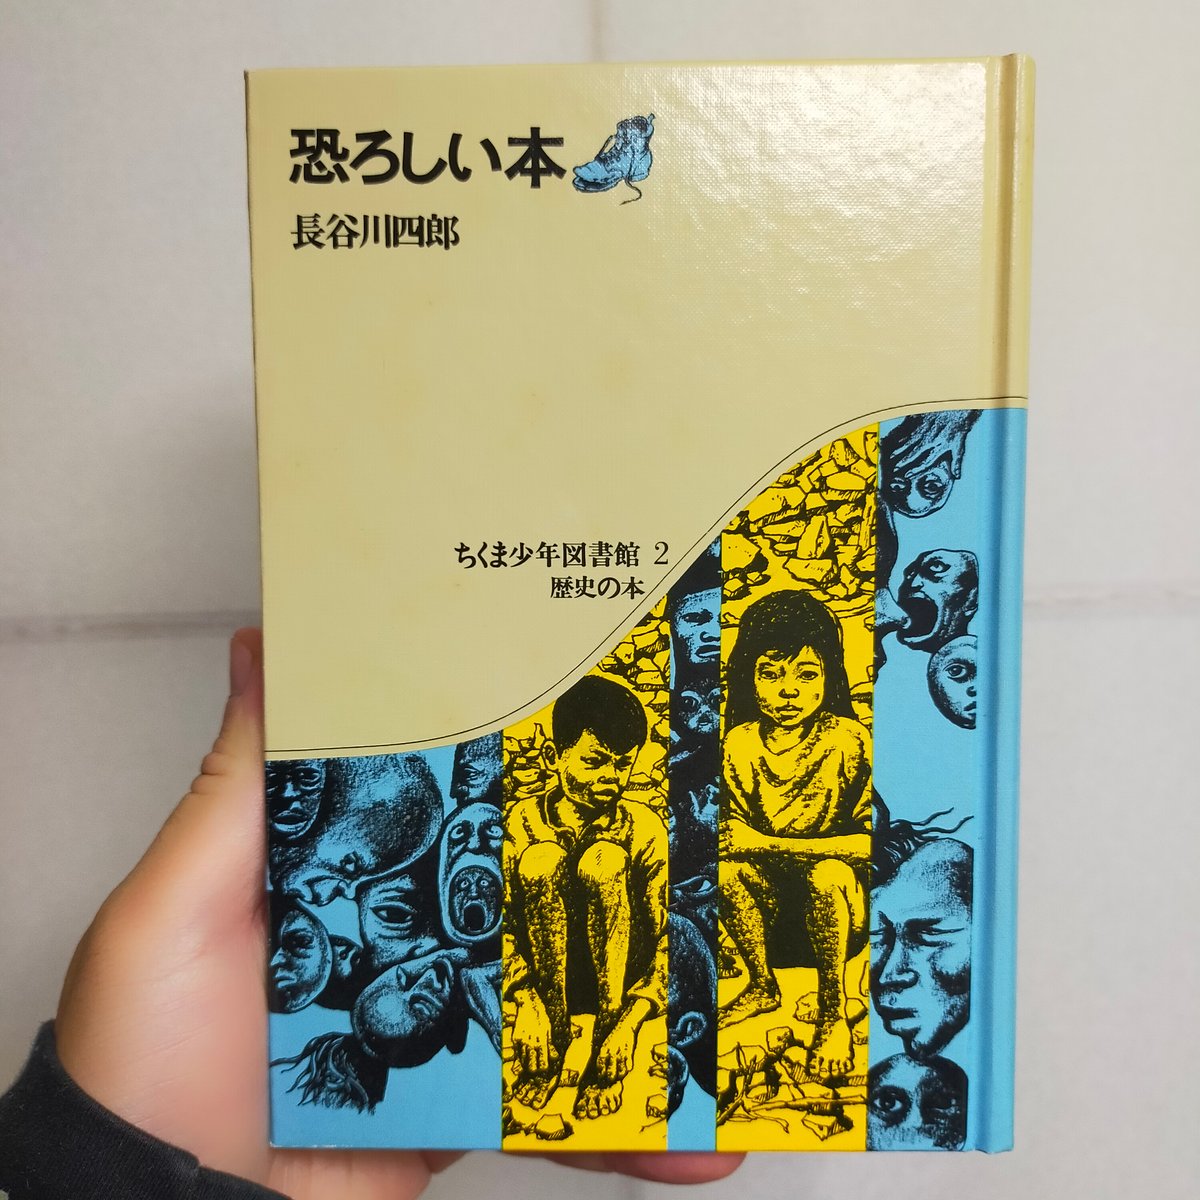 恐ろしい本
長谷川四郎
ちくま少年図書館 2
歴史の本